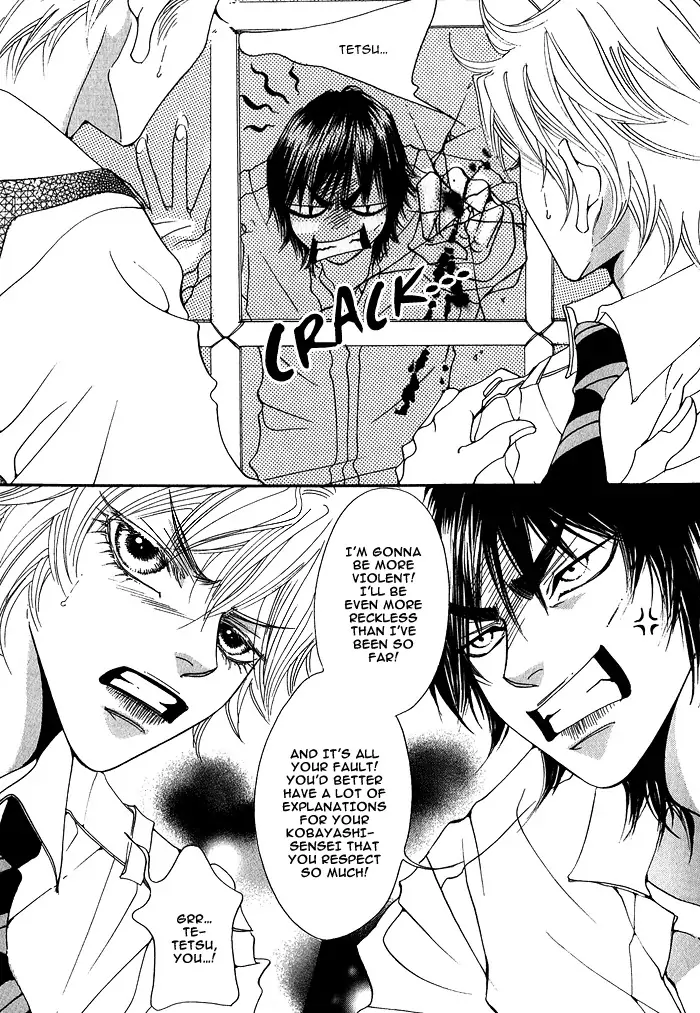 TETSU...
CRACK...
I'M GONNA
BE MORE
VIOLENT!
I'LL BE
EVEN MORE
RECKLESS
THAN I'VE
BEEN SO
FAR!
AND IT'S ALL
YOUR FAULT!
YOU'D BETTER
HAVE A LOT OF
EXPLANATIONS
FOR YOUR
KOBAYASHI-
SENSEI THAT
YOU RESPECT
SO MUCH!
GRR...
TE-
TETSU,
YOU...!